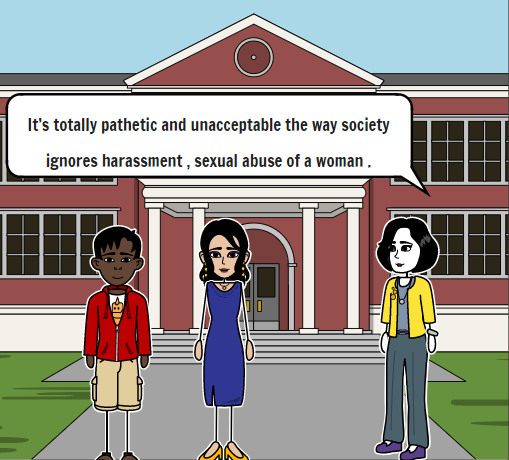 It's totally pathetic and unacceptable the way society
ignores harassment , sexual abuse of a woman .